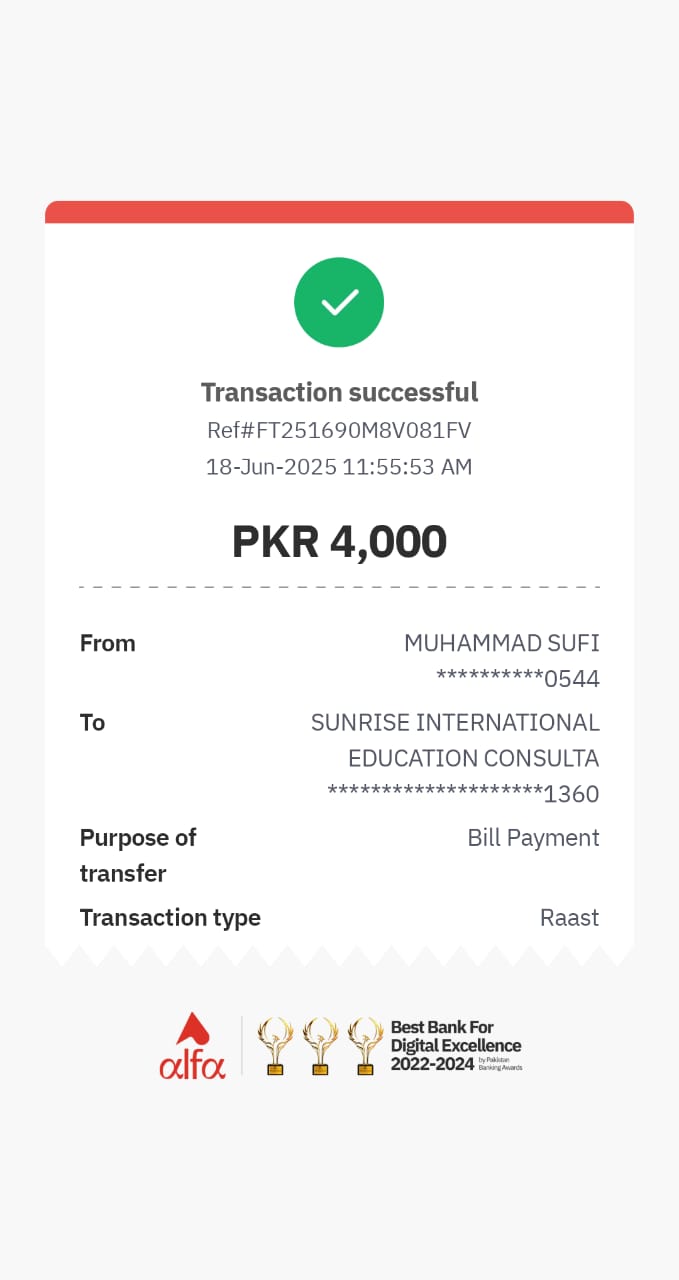 Transaction successful
Ref#FT251690M8V081FV
18-Jun-2025 11:55:53 AM
PKR 4,000
From MUHAMMAD SUFI
**********0544
To SUNRISE INTERNATIONAL
EDUCATION CONSULTA
********************1360
Purpose of Bill Payment
transfer
Transaction type Raast
alfa
Best Bank For
Digital Excellence
2022-2024 by Pakistan
Banking Awards